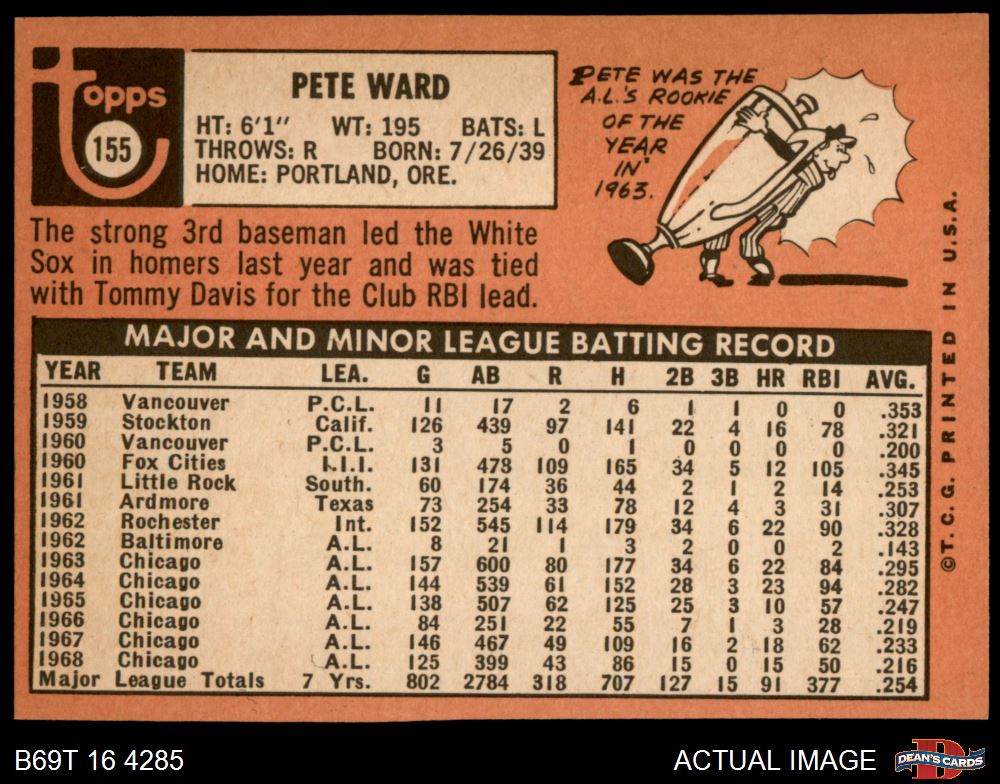 Topps
155
PETE WARD
HT: 6'1" WT: 195 BATS: L
THROWS: R BORN: 7/26/39
HOME: PORTLAND, ORE.
PETE WAS THE
A.L.'S ROOKIE
OF THE
YEAR
IN
1963.
The strong 3rd baseman led the White
Sox in homers last year and was tied
with Tommy Davis for the Club RBI lead.
MAJOR AND MINOR LEAGUE BATTING RECORD
YEAR TEAM LEA. G AB R H 2B 3B HR RBI AVG.
1958 Vancouver P.C.L. 11 17 2 6 1 1 0 0 .353
1959 Stockton Calif. 126 439 97 141 22 4 16 78 .321
1960 Vancouver P.C.L. 3 5 0 1 0 0 0 0 .200
1960 Fox Cities I.I.I. 131 478 109 165 34 5 12 105 .345
1961 Little Rock South. 60 174 36 44 2 1 2 14 .253
1961 Ardmore Texas 73 254 33 78 12 4 3 31 .307
1962 Rochester Int. 152 545 114 179 34 6 22 90 .328
1962 Baltimore A.L. 8 21 1 3 2 0 0 2 .143
1963 Chicago A.L. 157 600 80 177 34 6 22 84 .295
1964 Chicago A.L. 144 539 61 152 28 3 23 94 .282
1965 Chicago A.L. 138 507 62 125 25 3 10 57 .247
1966 Chicago A.L. 84 251 22 55 7 1 3 28 .219
1967 Chicago A.L. 146 467 49 109 16 2 18 62 .233
1968 Chicago A.L. 125 399 43 86 15 0 15 50 .216
Major League Totals 7 Yrs. 802 2784 318 707 127 15 91 377 .254
©T. C. G. PRINTED IN U.S.A.
B69T 16 4285
ACTUAL IMAGE
DEAN'S CARDS